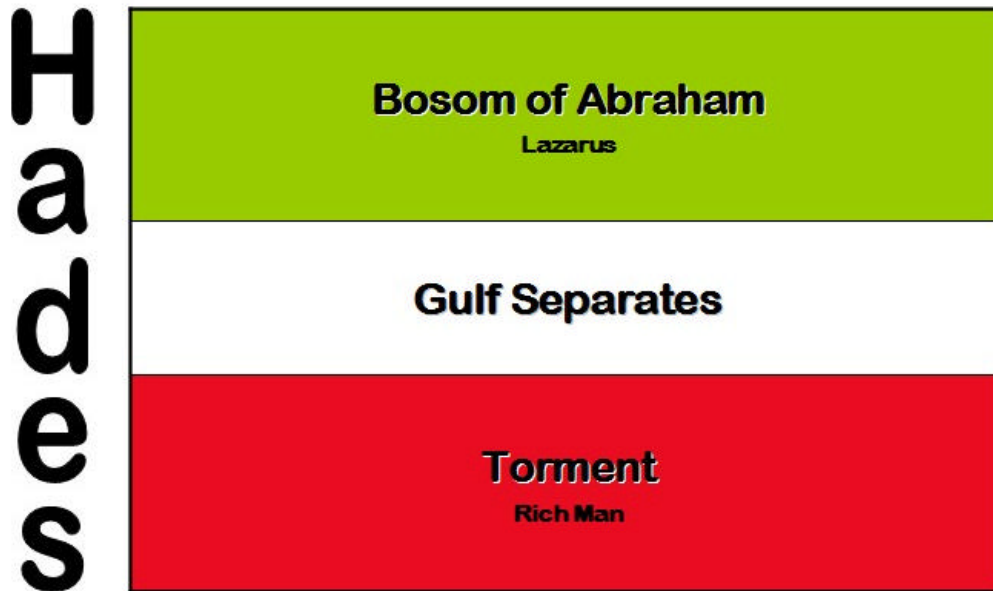 Hades
Bosom of Abraham
Lazarus
Gulf Separates
Torment
Rich Man